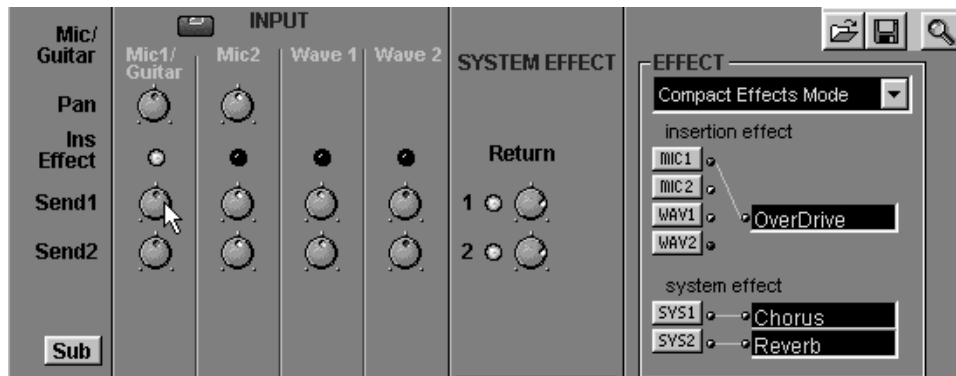 Mic/
Guitar
Pan
Ins
Effect
Send1
Send2
Sub
INPUT
Mic1/
Guitar
Mic2
Wave 1
Wave 2
SYSTEM EFFECT
Return
1
2
EFFECT
Compact Effects Mode
insertion effect
MIC1
MIC2
WAV1
WAV2
OverDrive
system effect
SYS1
Chorus
SYS2
Reverb